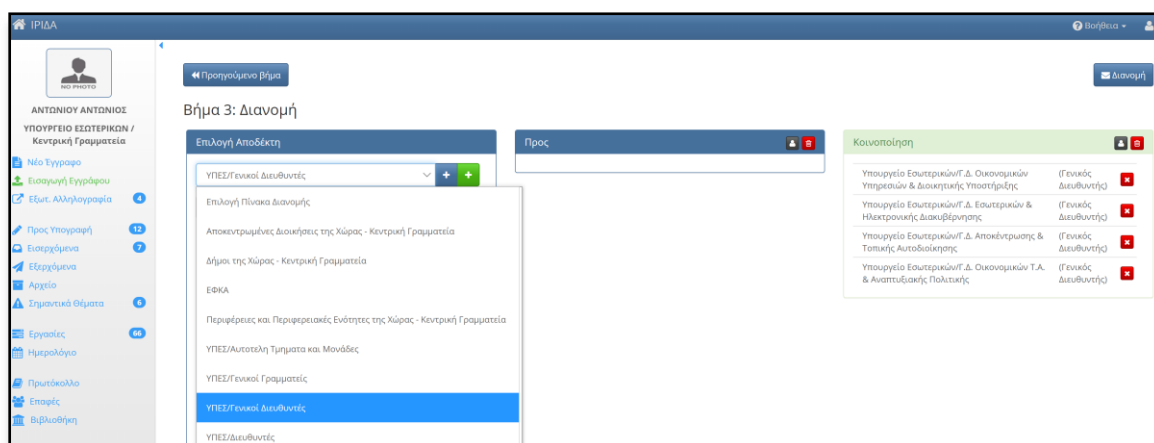 ΙΡΙΔΑ
Βοήθεια
NO PHOTO
ΑΝΤΩΝΙΟΥ ΑΝΤΩΝΙΟΣ
ΥΠΟΥΡΓΕΙΟ ΕΣΩΤΕΡΙΚΩΝ /
Κεντρική Γραμματεία
Νέο Έγγραφο
Εισαγωγή Εγγράφου
Εξωτ. Αλληλογραφία 4
Προς Υπογραφή 12
Εισερχόμενα 7
Εξερχόμενα
Αρχείο
Σημαντικά Θέματα 6
Εργασίες 66
Ημερολόγιο
Πρωτόκολλο
Επαφές
Βιβλιοθήκη
Προηγούμενο βήμα
Διανομή
Βήμα 3: Διανομή
Επιλογή Αποδέκτη
ΥΠΕΣ/Γενικοί Διευθυντές
Επιλογή Πίνακα Διανομής
Αποκεντρωμένες Διοικήσεις της Χώρας - Κεντρική Γραμματεία
Δήμοι της Χώρας - Κεντρική Γραμματεία
ΕΦΚΑ
Περιφέρειες και Περιφερειακές Ενότητες της Χώρας - Κεντρική Γραμματεία
ΥΠΕΣ/Αυτοτελη Τμηματα και Μονάδες
ΥΠΕΣ/Γενικοί Γραμματείς
ΥΠΕΣ/Γενικοί Διευθυντές
ΥΠΕΣ/Διευθυντές
Προς
Κοινοποίηση
Υπουργείο Εσωτερικών/Γ.Δ. Οικονομικών (Γενικός
Υπηρεσιών & Διοικητικής Υποστήριξης Διευθυντής)
Υπουργείο Εσωτερικών/Γ.Δ. Εσωτερικών & (Γενικός
Ηλεκτρονικής Διακυβέρνησης Διευθυντής)
Υπουργείο Εσωτερικών/Γ.Δ. Αποκέντρωσης & (Γενικός
Τοπικής Αυτοδιοίκησης Διευθυντής)
Υπουργείο Εσωτερικών/Γ.Δ. Οικονομικών Τ.Α. (Γενικός
& Αναπτυξιακής Πολιτικής Διευθυντής)